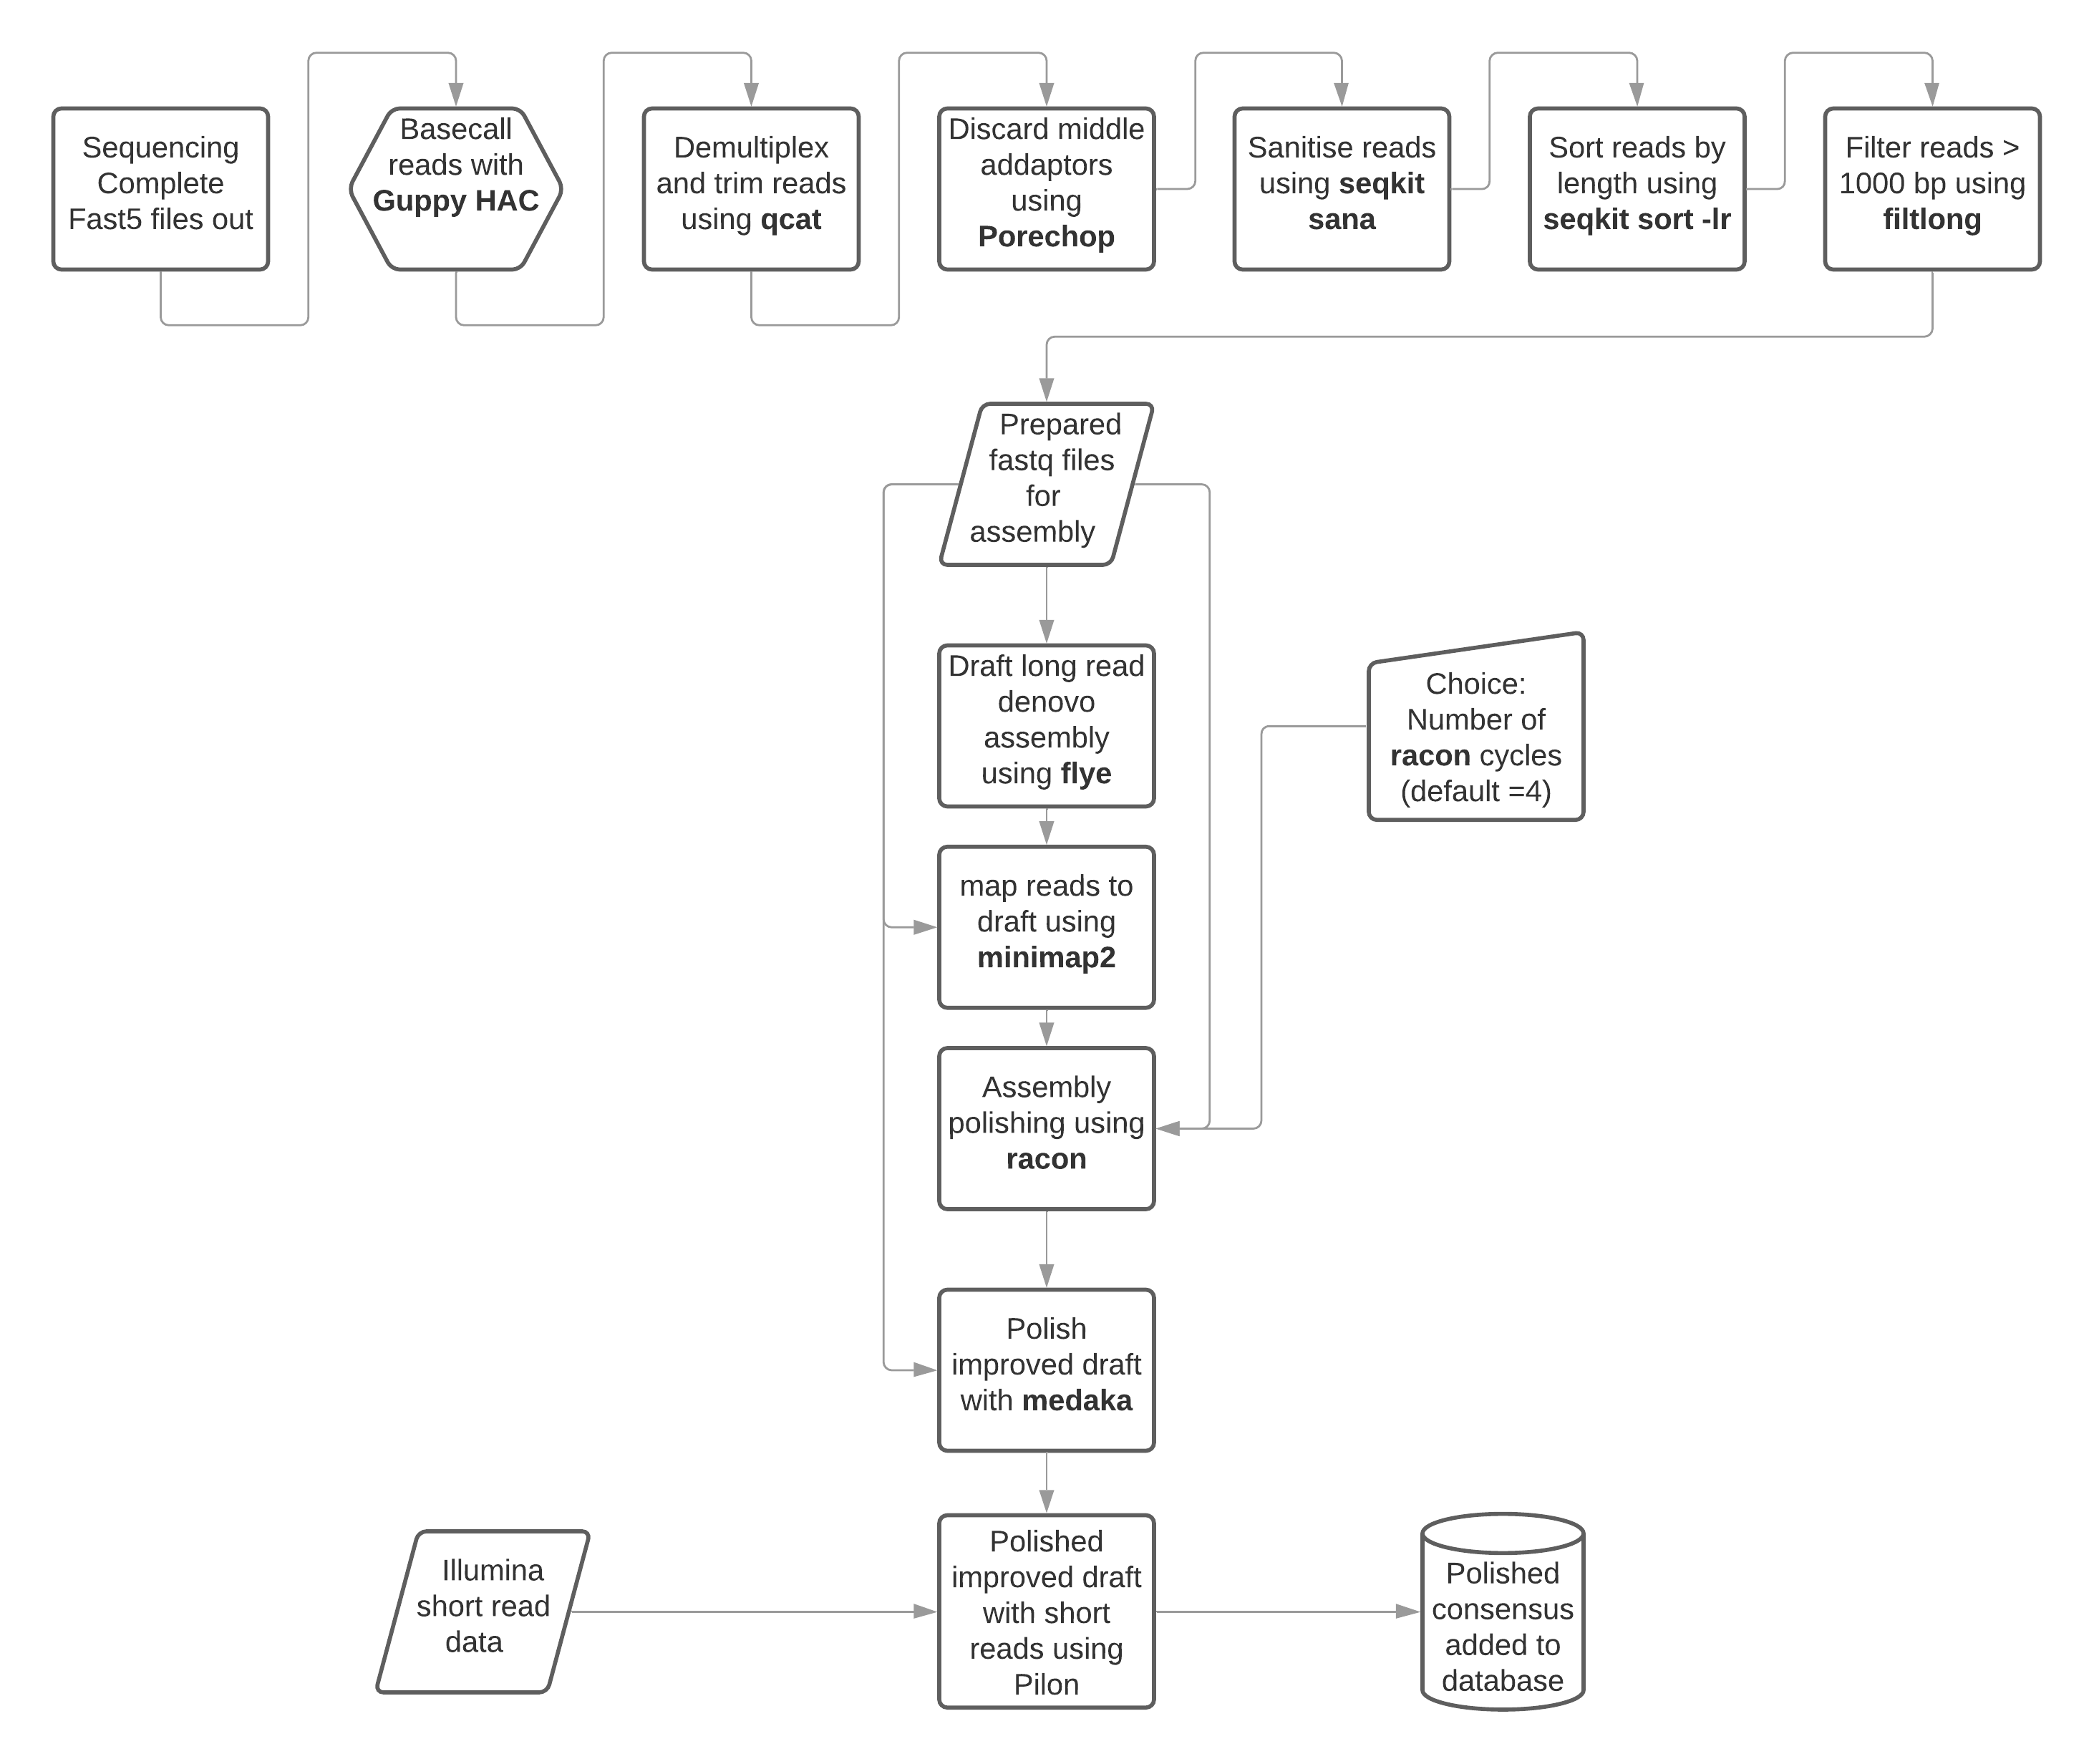 Sequencing
Complete
Fast5 files out
Basecall
reads with
Guppy HAC
Demultiplex
and trim reads
using qcat
Discard middle
addaptors
using
Porechop
Sanitise reads
using seqkit
sana
Sort reads by
length using
seqkit sort -lr
Filter reads >
1000 bp using
filtlong
Prepared
fastq files
for
assembly
Draft long read
denovo
assembly
using flye
Choice:
Number of
racon cycles
(default =4)
map reads to
draft using
minimap2
Assembly
polishing using
racon
Polish
improved draft
with medaka
Illumina
short read
data
Polished
improved draft
with short
reads using
Pilon
Polished
consensus
added to
database